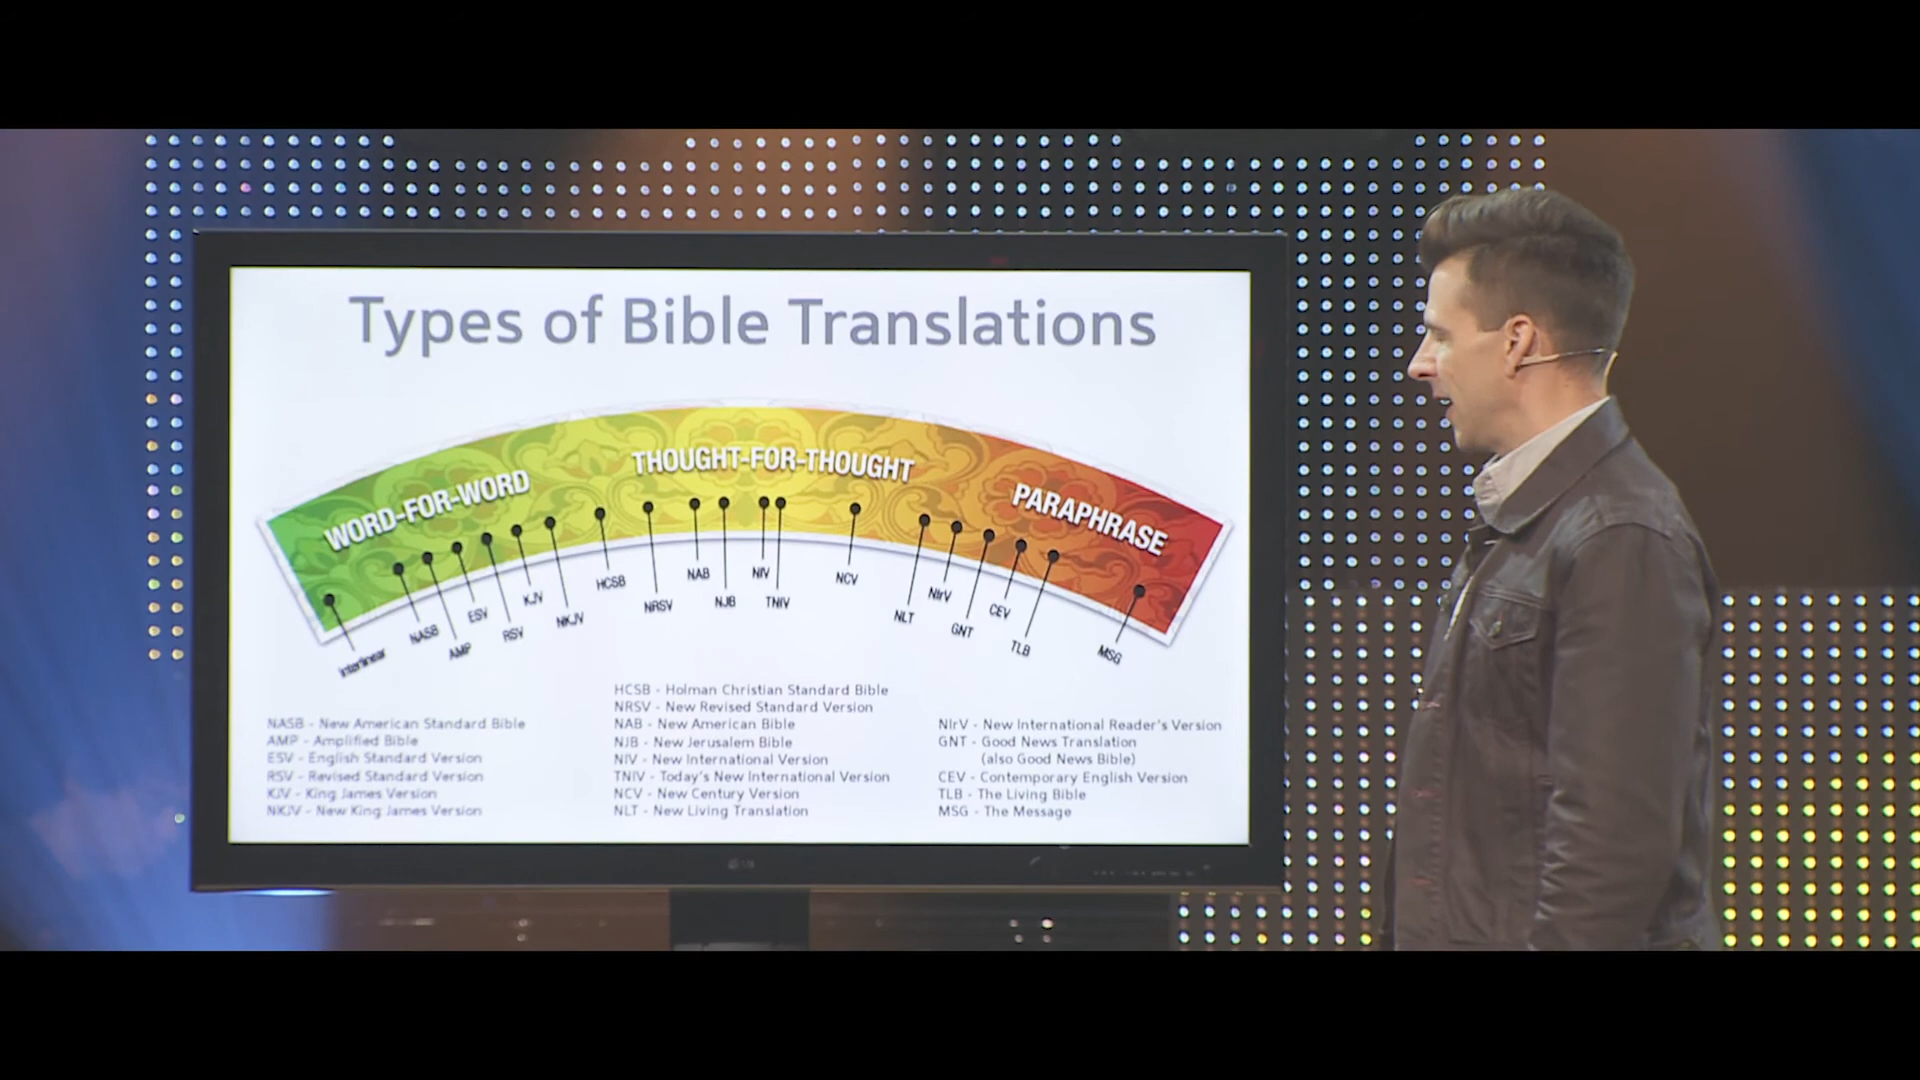 Types of Bible Translations
WORD-FOR-WORD
THOUGHT-FOR-THOUGHT
PARAPHRASE
Interlinear
NASB
AMP
ESV
RSV
KJV
NKJV
HCSB
NRSV
NAB
NJB
NIV
TNIV
NCV
NLT
NIrV
GNT
CEV
TLB
MSG
NASB - New American Standard Bible
AMP - Amplified Bible
ESV - English Standard Version
RSV - Revised Standard Version
KJV - King James Version
NKJV - New King James Version
HCSB - Holman Christian Standard Bible
NRSV - New Revised Standard Version
NAB - New American Bible
NJB - New Jerusalem Bible
NIV - New International Version
TNIV - Today's New International Version
NCV - New Century Version
NLT - New Living Translation
NIrV - New International Reader's Version
GNT - Good News Translation
(also Good News Bible)
CEV - Contemporary English Version
TLB - The Living Bible
MSG - The Message
LG